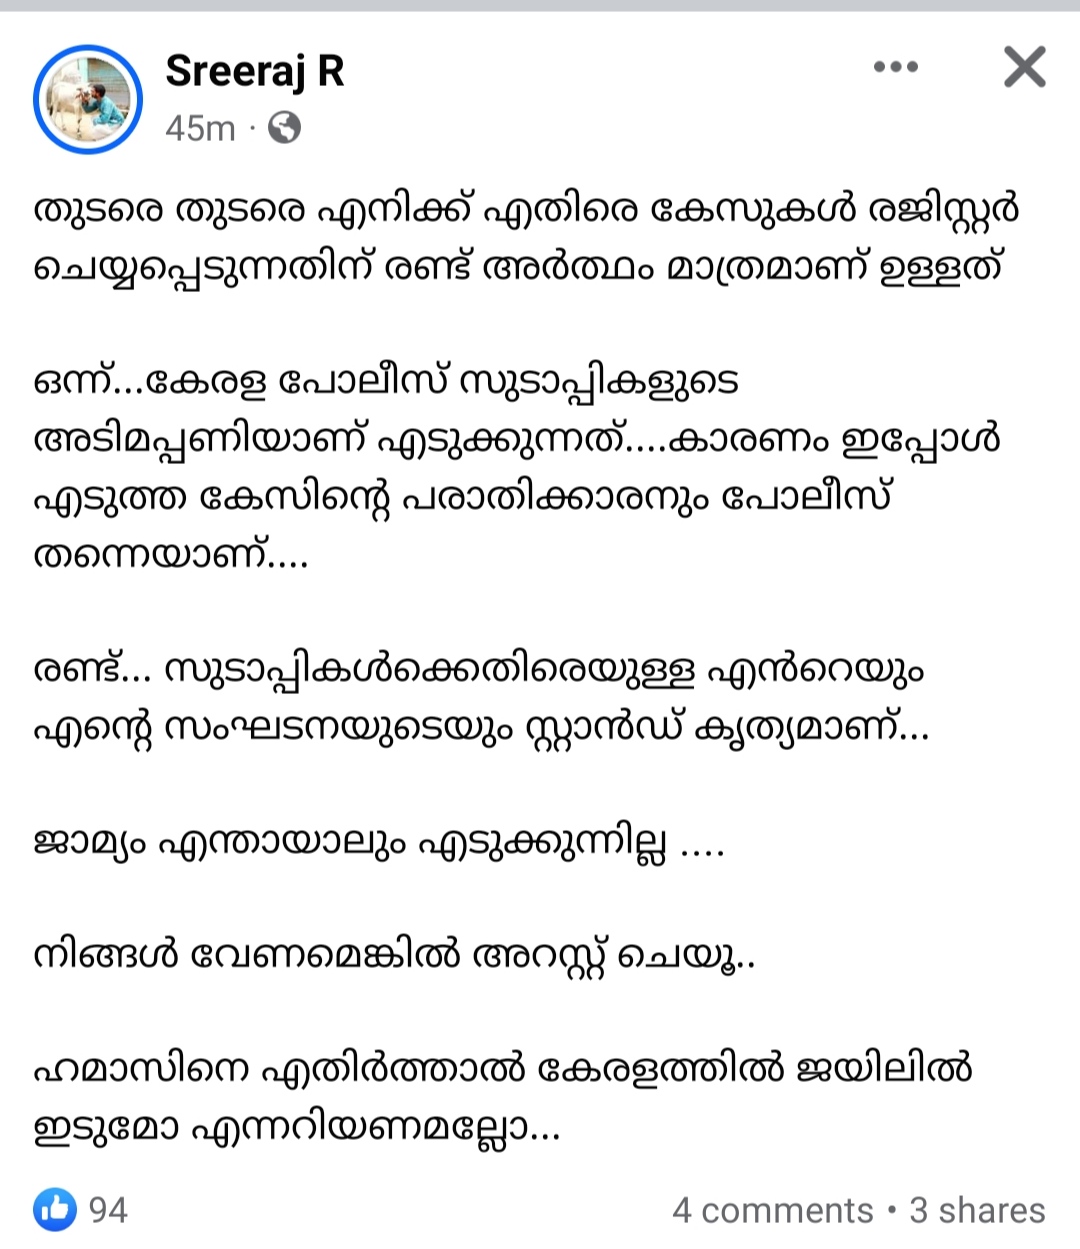 Sreeraj R
45m ·
തുടരെ തുടരെ എനിക്ക് എതിരെ കേസുകൾ രജിസ്റ്റർ
ചെയ്യപ്പെടുന്നതിന് രണ്ട് അർത്ഥം മാത്രമാണ് ഉള്ളത്
ഒന്ന്...കേരള പോലീസ് സുടാപ്പികളുടെ
അടിമപ്പണിയാണ് എടുക്കുന്നത്....കാരണം ഇപ്പോൾ
എടുത്ത കേസിന്റെ പരാതിക്കാരനും പോലീസ്
തന്നെയാണ്....
രണ്ട്... സുടാപ്പികൾക്കെതിരെയുള്ള എൻറെയും
എന്റെ സംഘടനയുടെയും സ്റ്റാൻഡ് കൃത്യമാണ്...
ജാമ്യം എന്തായാലും എടുക്കുന്നില്ല ....
നിങ്ങൾ വേണമെങ്കിൽ അറസ്റ്റ് ചെയൂ..
ഹമാസിനെ എതിർത്താൽ കേരളത്തിൽ ജയിലിൽ
ഇടുമോ എന്നറിയണമല്ലോ...
94
4 comments • 3 shares